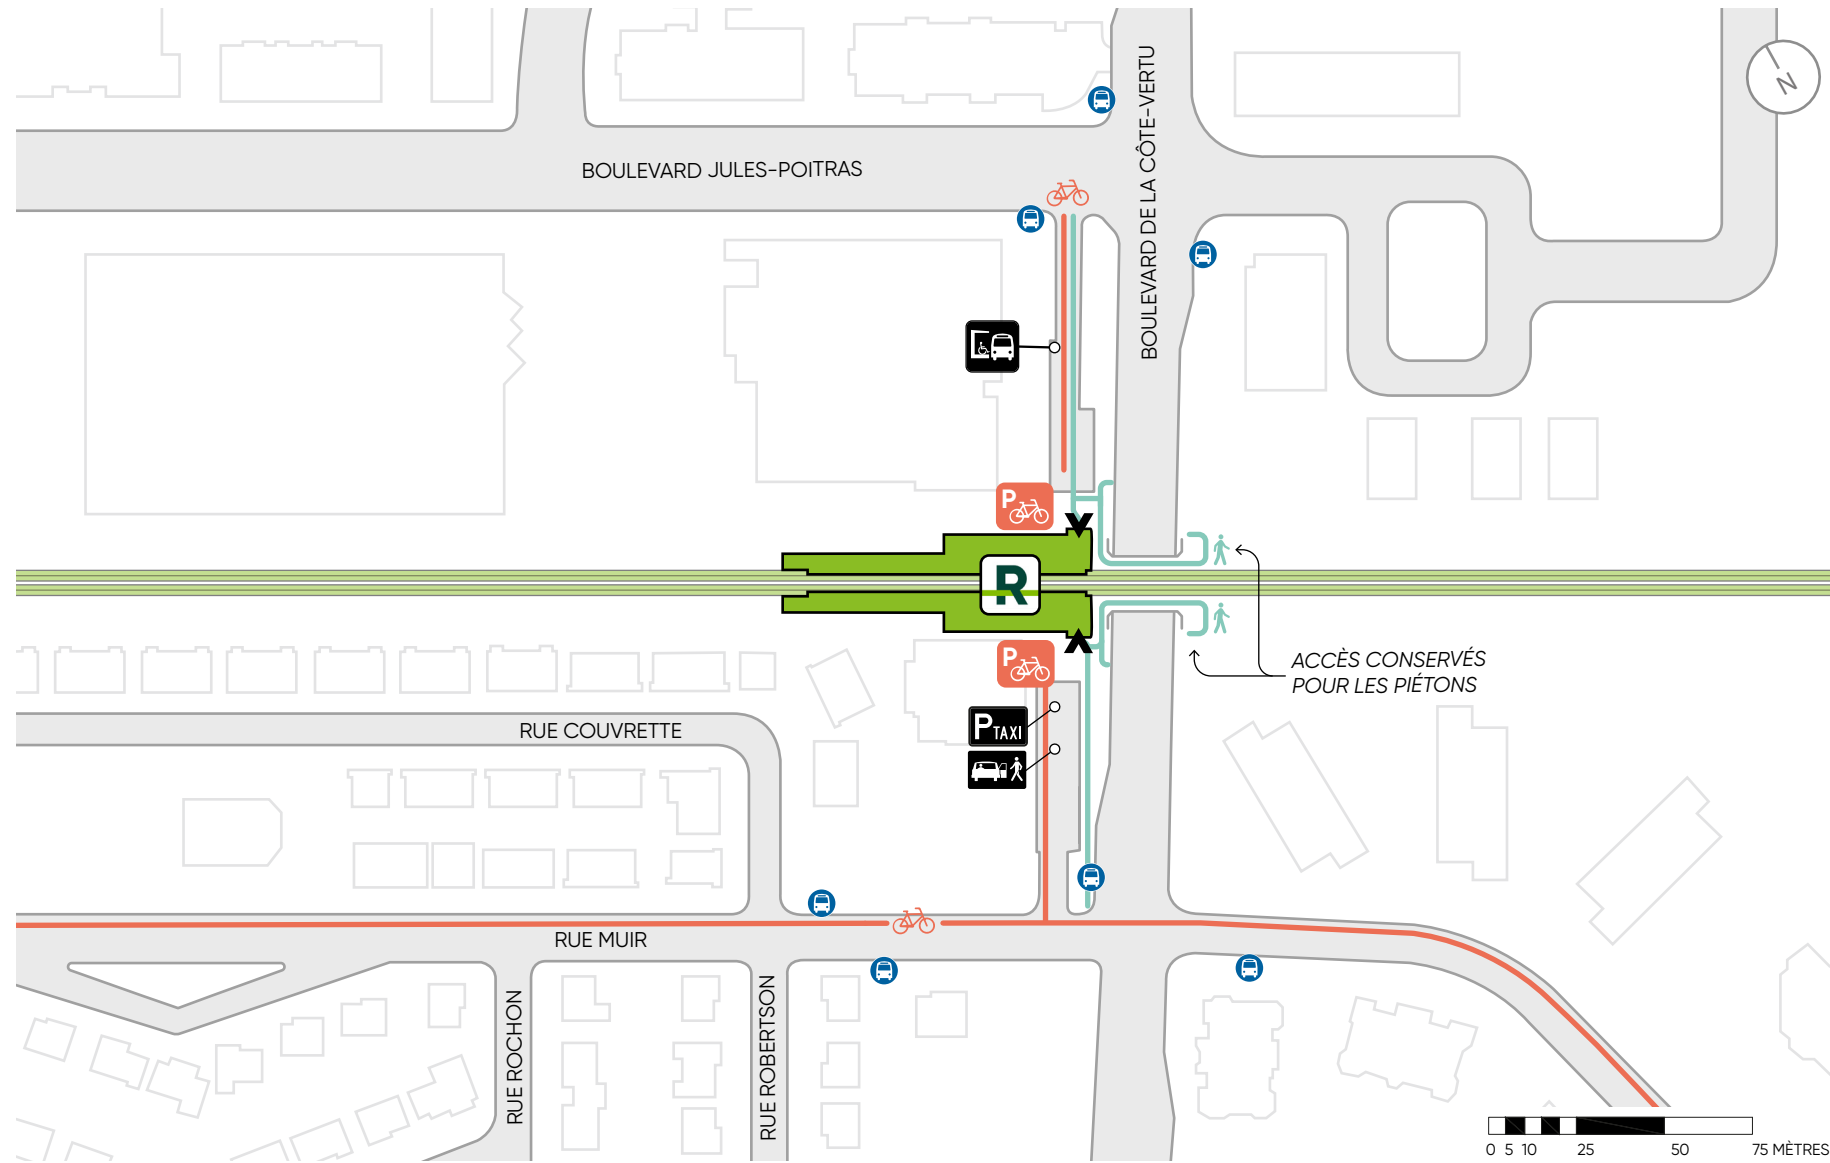 BOULEVARD DE LA CÔTE-VERTU
N
BOULEVARD JULES-POITRAS
P
R
P
ACCÈS CONSERVÉS
POUR LES PIÉTONS
P TAXI
RUE COUVRETTE
RUE MUIR
RUE ROCHON
RUE ROBERTSON
0 5 10 25 50 75 MÈTRES